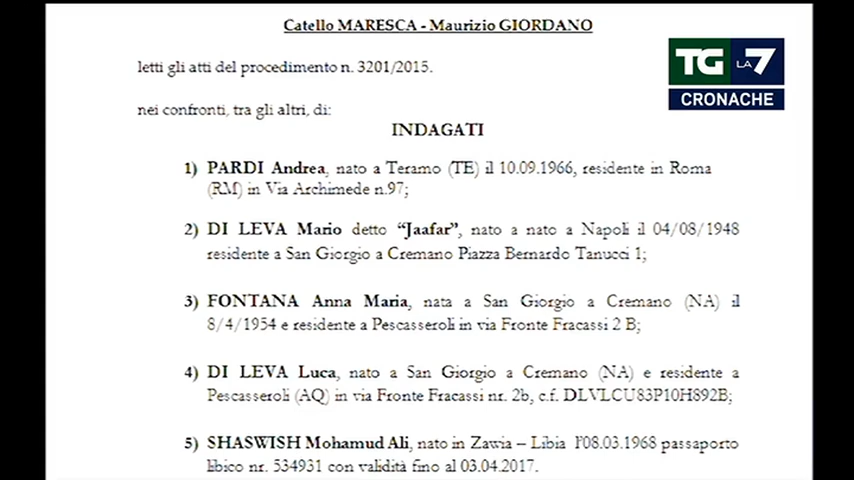 Catello MARESCA - Maurizio GIORDANO
TG LA7
CRONACHE
letti gli atti del procedimento n. 3201/2015.
nei confronti, tra gli altri, di:
INDAGATI
1) PARDI Andrea, nato a Teramo (TE) il 10.09.1966, residente in Roma
(RM) in Via Archimede n.97;
2) DI LEVA Mario detto “Jaafar”, nato a nato a Napoli il 04/08/1948
residente a San Giorgio a Cremano Piazza Bernardo Tanucci 1;
3) FONTANA Anna Maria, nata a San Giorgio a Cremano (NA) il
8/4/1954 e residente a Pescasseroli in via Fronte Fracassi 2 B;
4) DI LEVA Luca, nato a San Giorgio a Cremano (NA) e residente a
Pescasseroli (AQ) in via Fronte Fracassi nr. 2b, c.f. DLVLCU83P10H892B;
5) SHASWISH Mohamud Ali, nato in Zawia – Libia l'08.03.1968 passaporto
libico nr. 534931 con validità fino al 03.04.2017.